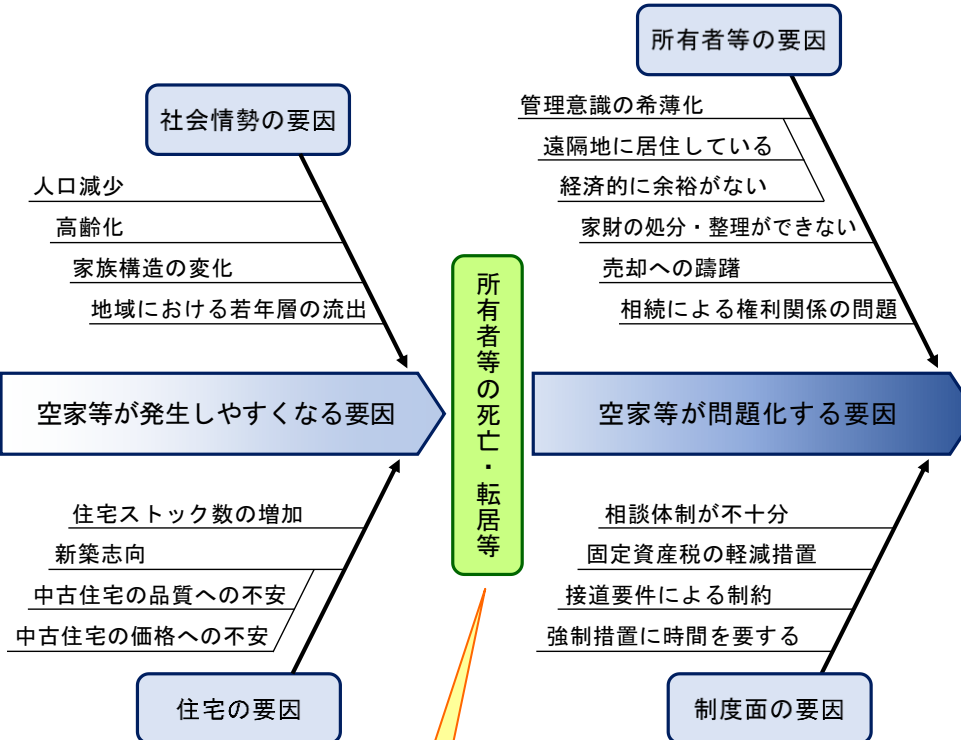 社会情勢の要因
人口減少
高齢化
家族構造の変化
地域における若年層の流出
空家等が発生しやすくなる要因
住宅ストック数の増加
新築志向
中古住宅の品質への不安
中古住宅の価格への不安
住宅の要因
所有者等の死亡・転居等
所有者等の要因
管理意識の希薄化
遠隔地に居住している
経済的に余裕がない
家財の処分・整理ができない
売却への躊躇
相続による権利関係の問題
空家等が問題化する要因
相談体制が不十分
固定資産税の軽減措置
接道要件による制約
強制措置に時間を要する
制度面の要因